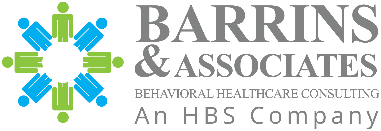 BARRINS
& ASSOCIATES
BEHAVIORAL HEALTHCARE CONSULTING
An HBS Company